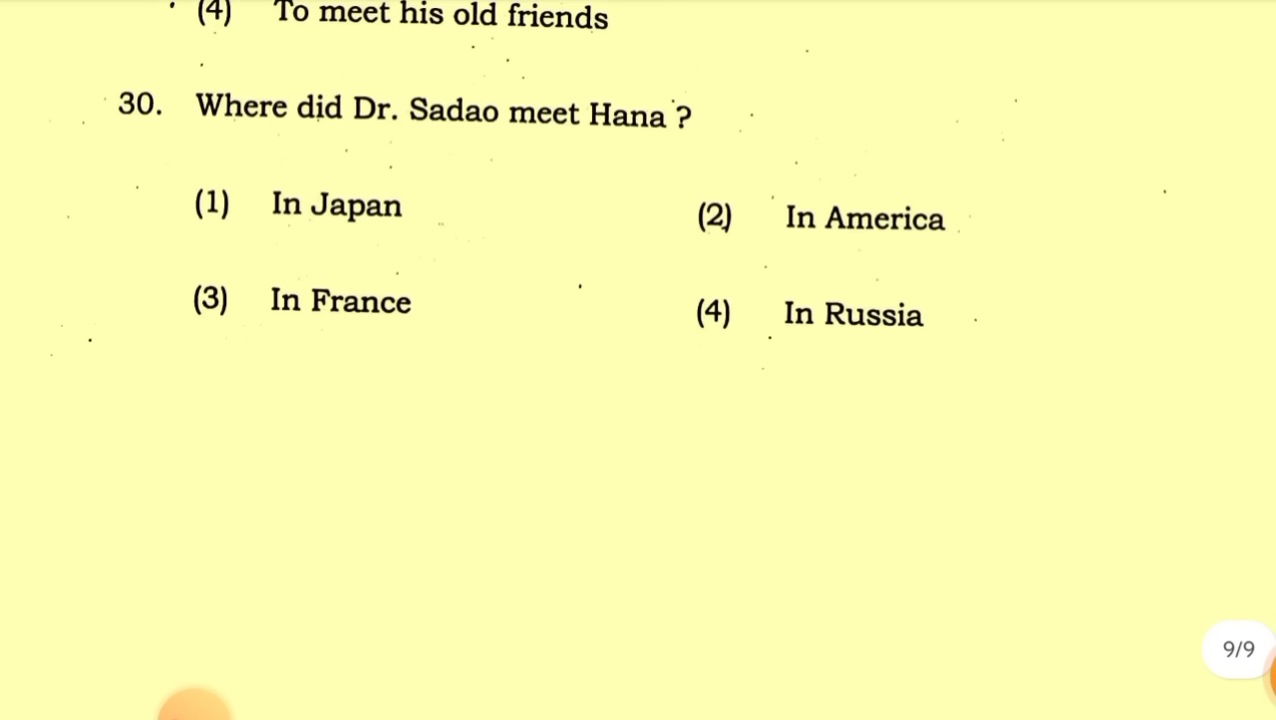 (4) To meet his old friends
30. Where did Dr. Sadao meet Hana ?
(1) In Japan
(2) In America
(3) In France
(4) In Russia
9/9